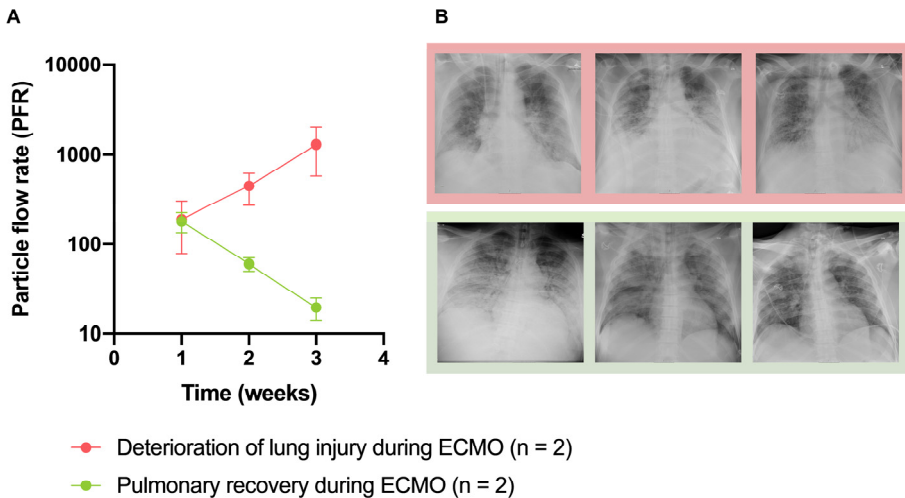 A
B
Particle flow rate (PFR)
10000
1000
100
10
0
1
2
3
4
Time (weeks)
Deterioration of lung injury during ECMO (n = 2)
Pulmonary recovery during ECMO (n = 2)